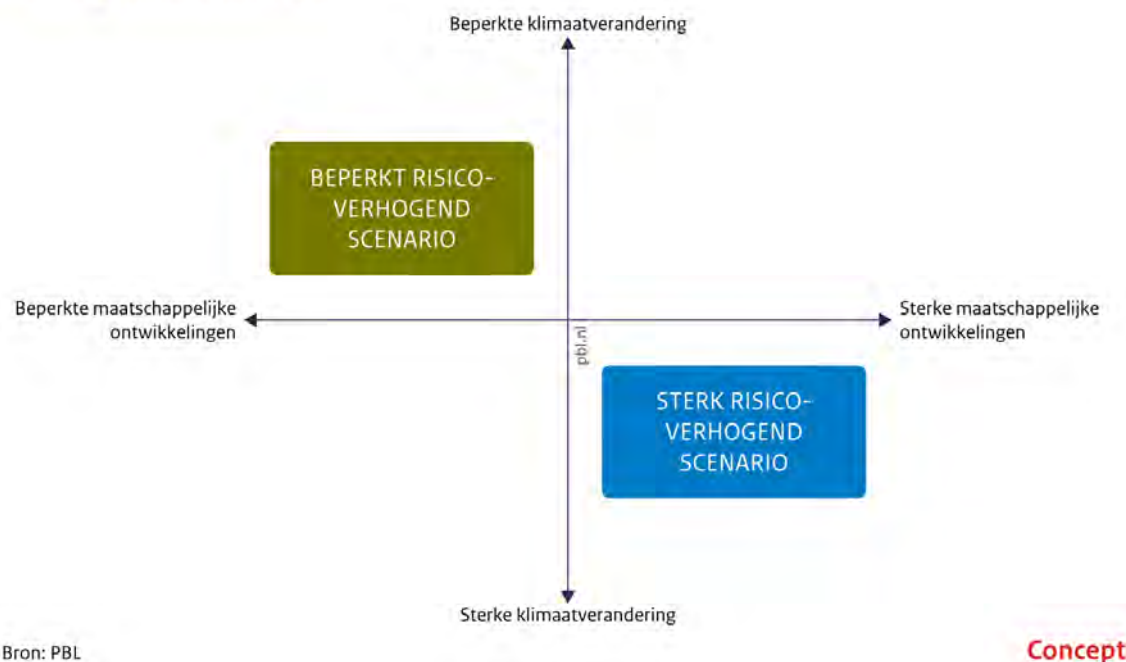 Beperkte klimaatverandering
BEPERKT RISICO-
VERHOGEND
SCENARIO
Beperkte maatschappelijke
ontwikkelingen
Sterke maatschappelijke
ontwikkelingen
pbl.nl
STERK RISICO-
VERHOGEND
SCENARIO
Sterke klimaatverandering
Bron: PBL
Concept